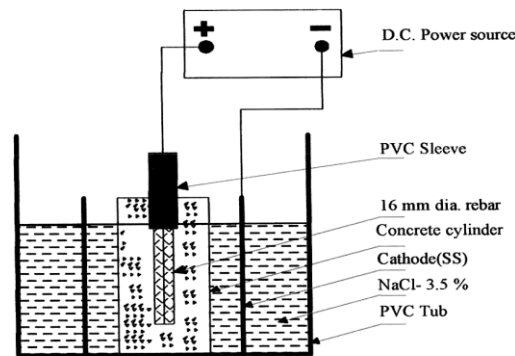 +
−
D.C. Power source
PVC Sleeve
16 mm dia. rebar
Concrete cylinder
Cathode(SS)
NaCl- 3.5 %
PVC Tub